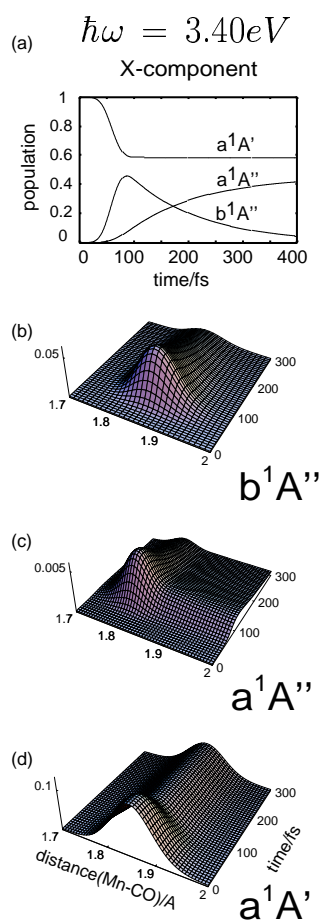 (a)
ħω = 3.40eV
X-component
population
1
0.8
0.6
0.4
0.2
0
a¹A'
a¹A''
b¹A''
0 100 200 300 400
time/fs
(b)
0.05
1.7
1.8
1.9
2
0
100
200
300
b¹A''
(c)
0.005
1.7
1.8
1.9
2
0
100
200
300
a¹A''
(d)
0.1
1.7
1.8
1.9
2
distance(Mn-CO)/A
0
100
200
300
time/fs
a¹A'